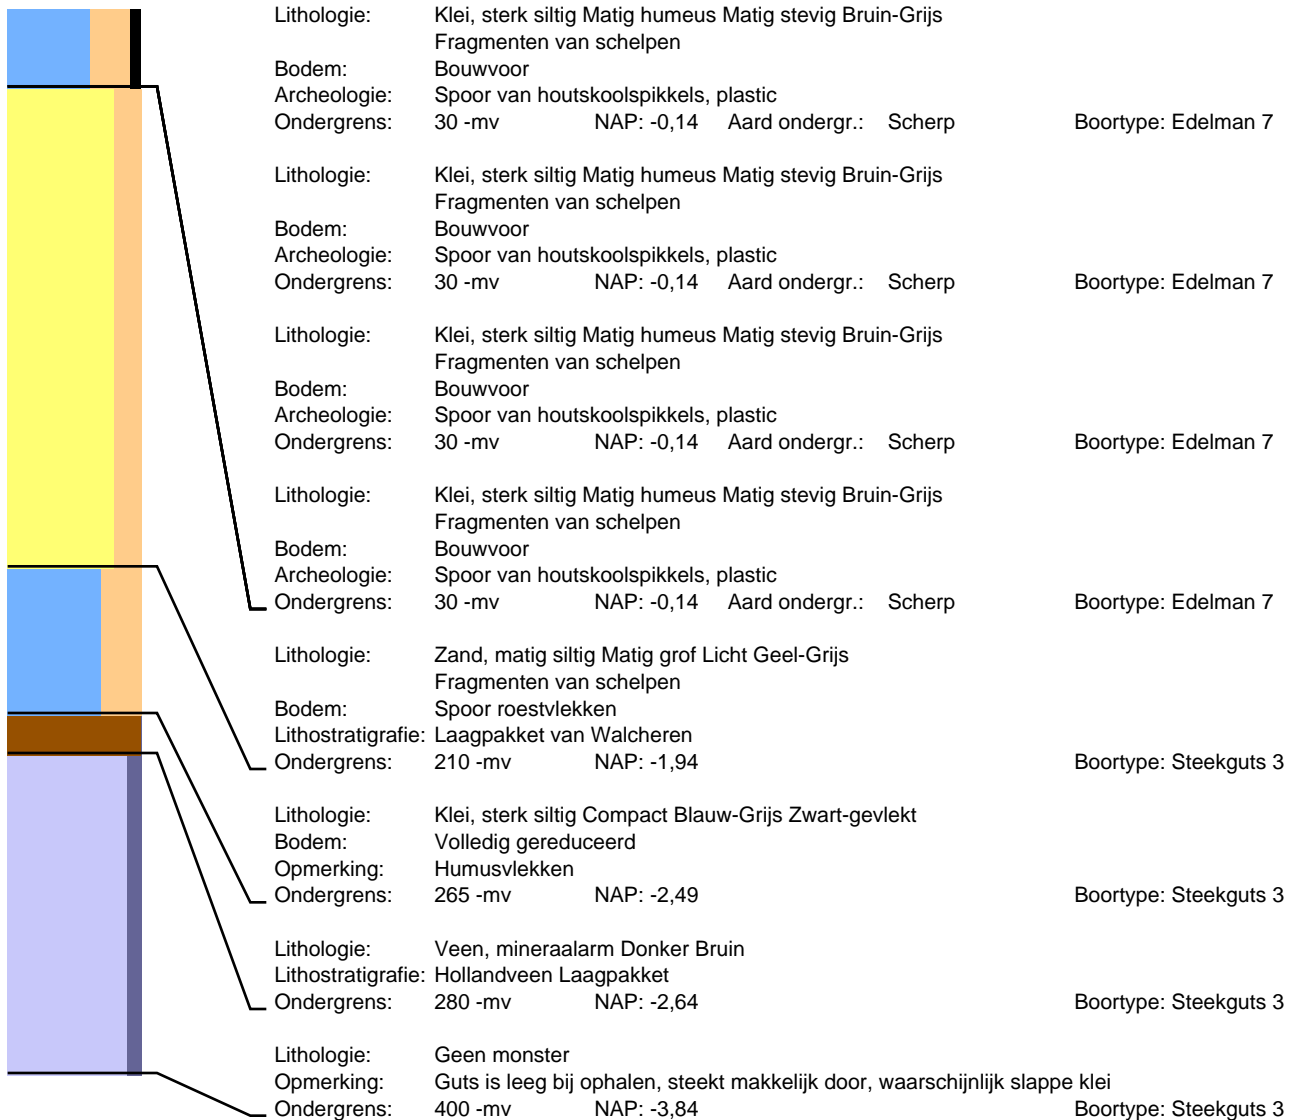 Lithologie: Klei, sterk siltig Matig humeus Matig stevig Bruin-Grijs
Fragmenten van schelpen
Bodem: Bouwvoor
Archeologie: Spoor van houtskoolspikkels, plastic
Ondergrens: 30 -mv NAP: -0,14 Aard ondergr.: Scherp Boortype: Edelman 7
Lithologie: Klei, sterk siltig Matig humeus Matig stevig Bruin-Grijs
Fragmenten van schelpen
Bodem: Bouwvoor
Archeologie: Spoor van houtskoolspikkels, plastic
Ondergrens: 30 -mv NAP: -0,14 Aard ondergr.: Scherp Boortype: Edelman 7
Lithologie: Klei, sterk siltig Matig humeus Matig stevig Bruin-Grijs
Fragmenten van schelpen
Bodem: Bouwvoor
Archeologie: Spoor van houtskoolspikkels, plastic
Ondergrens: 30 -mv NAP: -0,14 Aard ondergr.: Scherp Boortype: Edelman 7
Lithologie: Klei, sterk siltig Matig humeus Matig stevig Bruin-Grijs
Fragmenten van schelpen
Bodem: Bouwvoor
Archeologie: Spoor van houtskoolspikkels, plastic
Ondergrens: 30 -mv NAP: -0,14 Aard ondergr.: Scherp Boortype: Edelman 7
Lithologie: Zand, matig siltig Matig grof Licht Geel-Grijs
Fragmenten van schelpen
Bodem: Spoor roestvlekken
Lithostratigrafie: Laagpakket van Walcheren
Ondergrens: 210 -mv NAP: -1,94 Boortype: Steekguts 3
Lithologie: Klei, sterk siltig Compact Blauw-Grijs Zwart-gevlekt
Bodem: Volledig gereduceerd
Opmerking: Humusvlekken
Ondergrens: 265 -mv NAP: -2,49 Boortype: Steekguts 3
Lithologie: Veen, mineraalarm Donker Bruin
Lithostratigrafie: Hollandveen Laagpakket
Ondergrens: 280 -mv NAP: -2,64 Boortype: Steekguts 3
Lithologie: Geen monster
Opmerking: Guts is leeg bij ophalen, steekt makkelijk door, waarschijnlijk slappe klei
Ondergrens: 400 -mv NAP: -3,84 Boortype: Steekguts 3